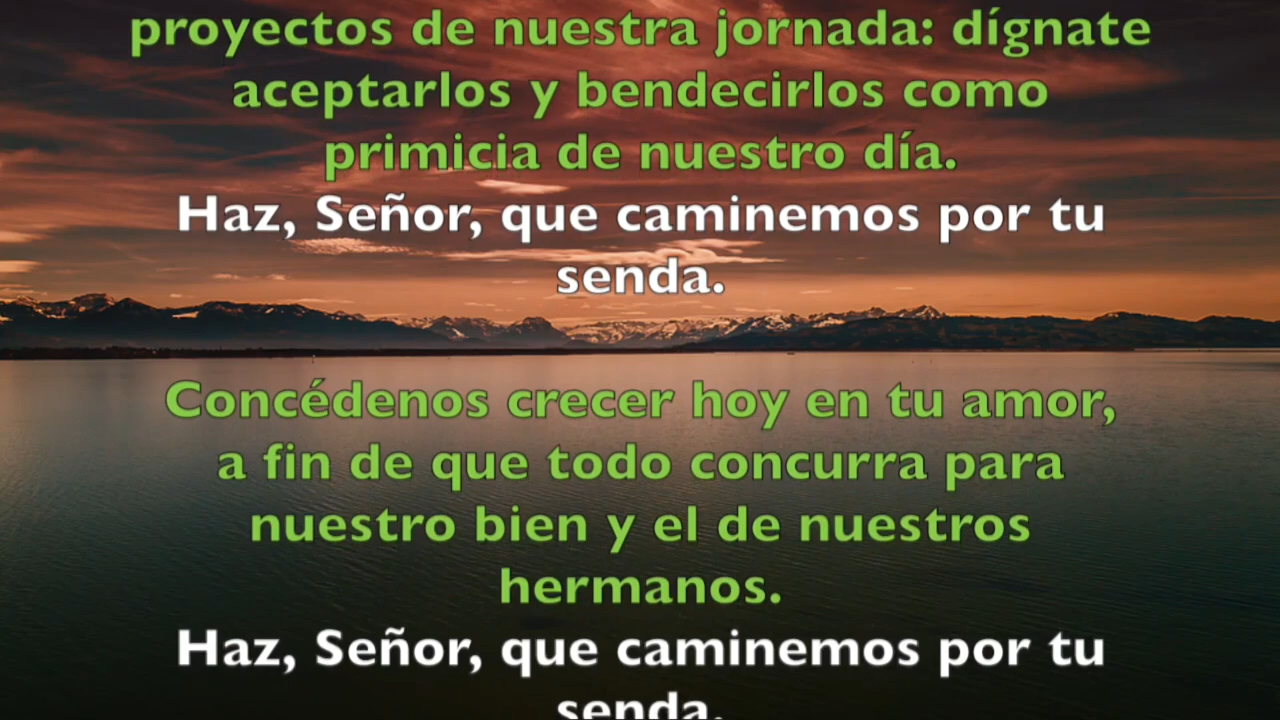 proyectos de nuestra jornada: dígnate
aceptarlos y bendecirlos como
primicia de nuestro día.
Haz, Señor, que caminemos por tu
senda.
Concédenos crecer hoy en tu amor,
a fin de que todo concurra para
nuestro bien y el de nuestros
hermanos.
Haz, Señor, que caminemos por tu
senda.